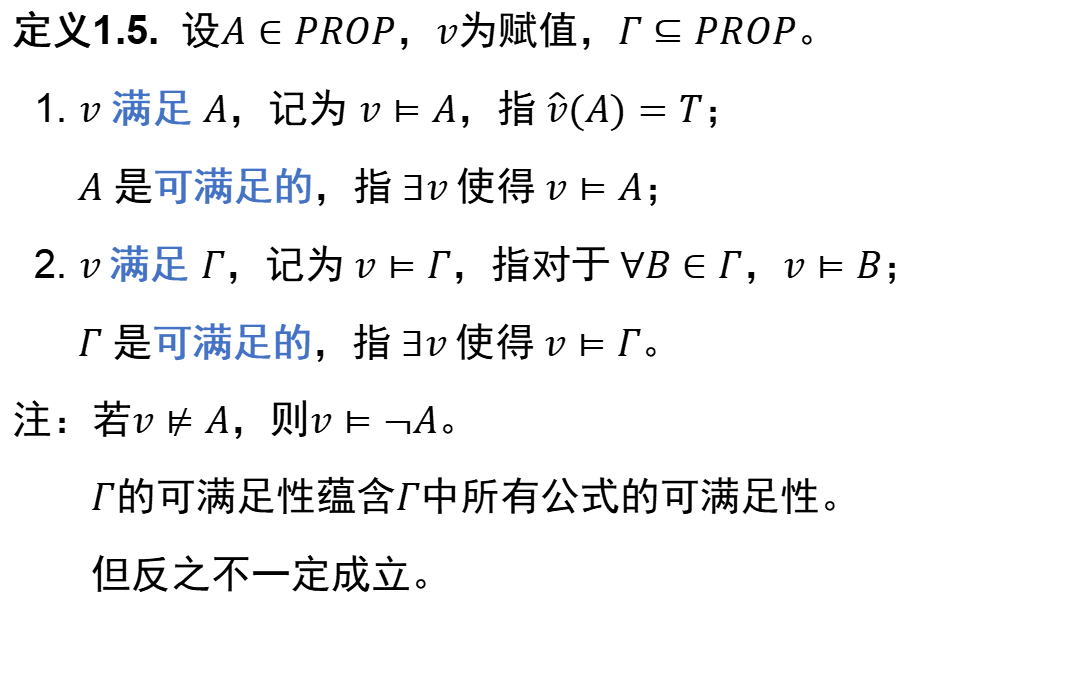 定义1.5. 设A ∈ PROP，v为赋值，Γ ⊆ PROP。
1. v 满足 A，记为 v ⊨ A，指 v̂(A) = T；
A 是可满足的，指 ∃v 使得 v ⊨ A；
2. v 满足 Γ，记为 v ⊨ Γ，指对于 ∀B ∈ Γ，v ⊨ B；
Γ 是可满足的，指 ∃v 使得 v ⊨ Γ。
注：若v ⊭ A，则v ⊨ ¬A。
Γ的可满足性蕴含Γ中所有公式的可满足性。
但反之不一定成立。